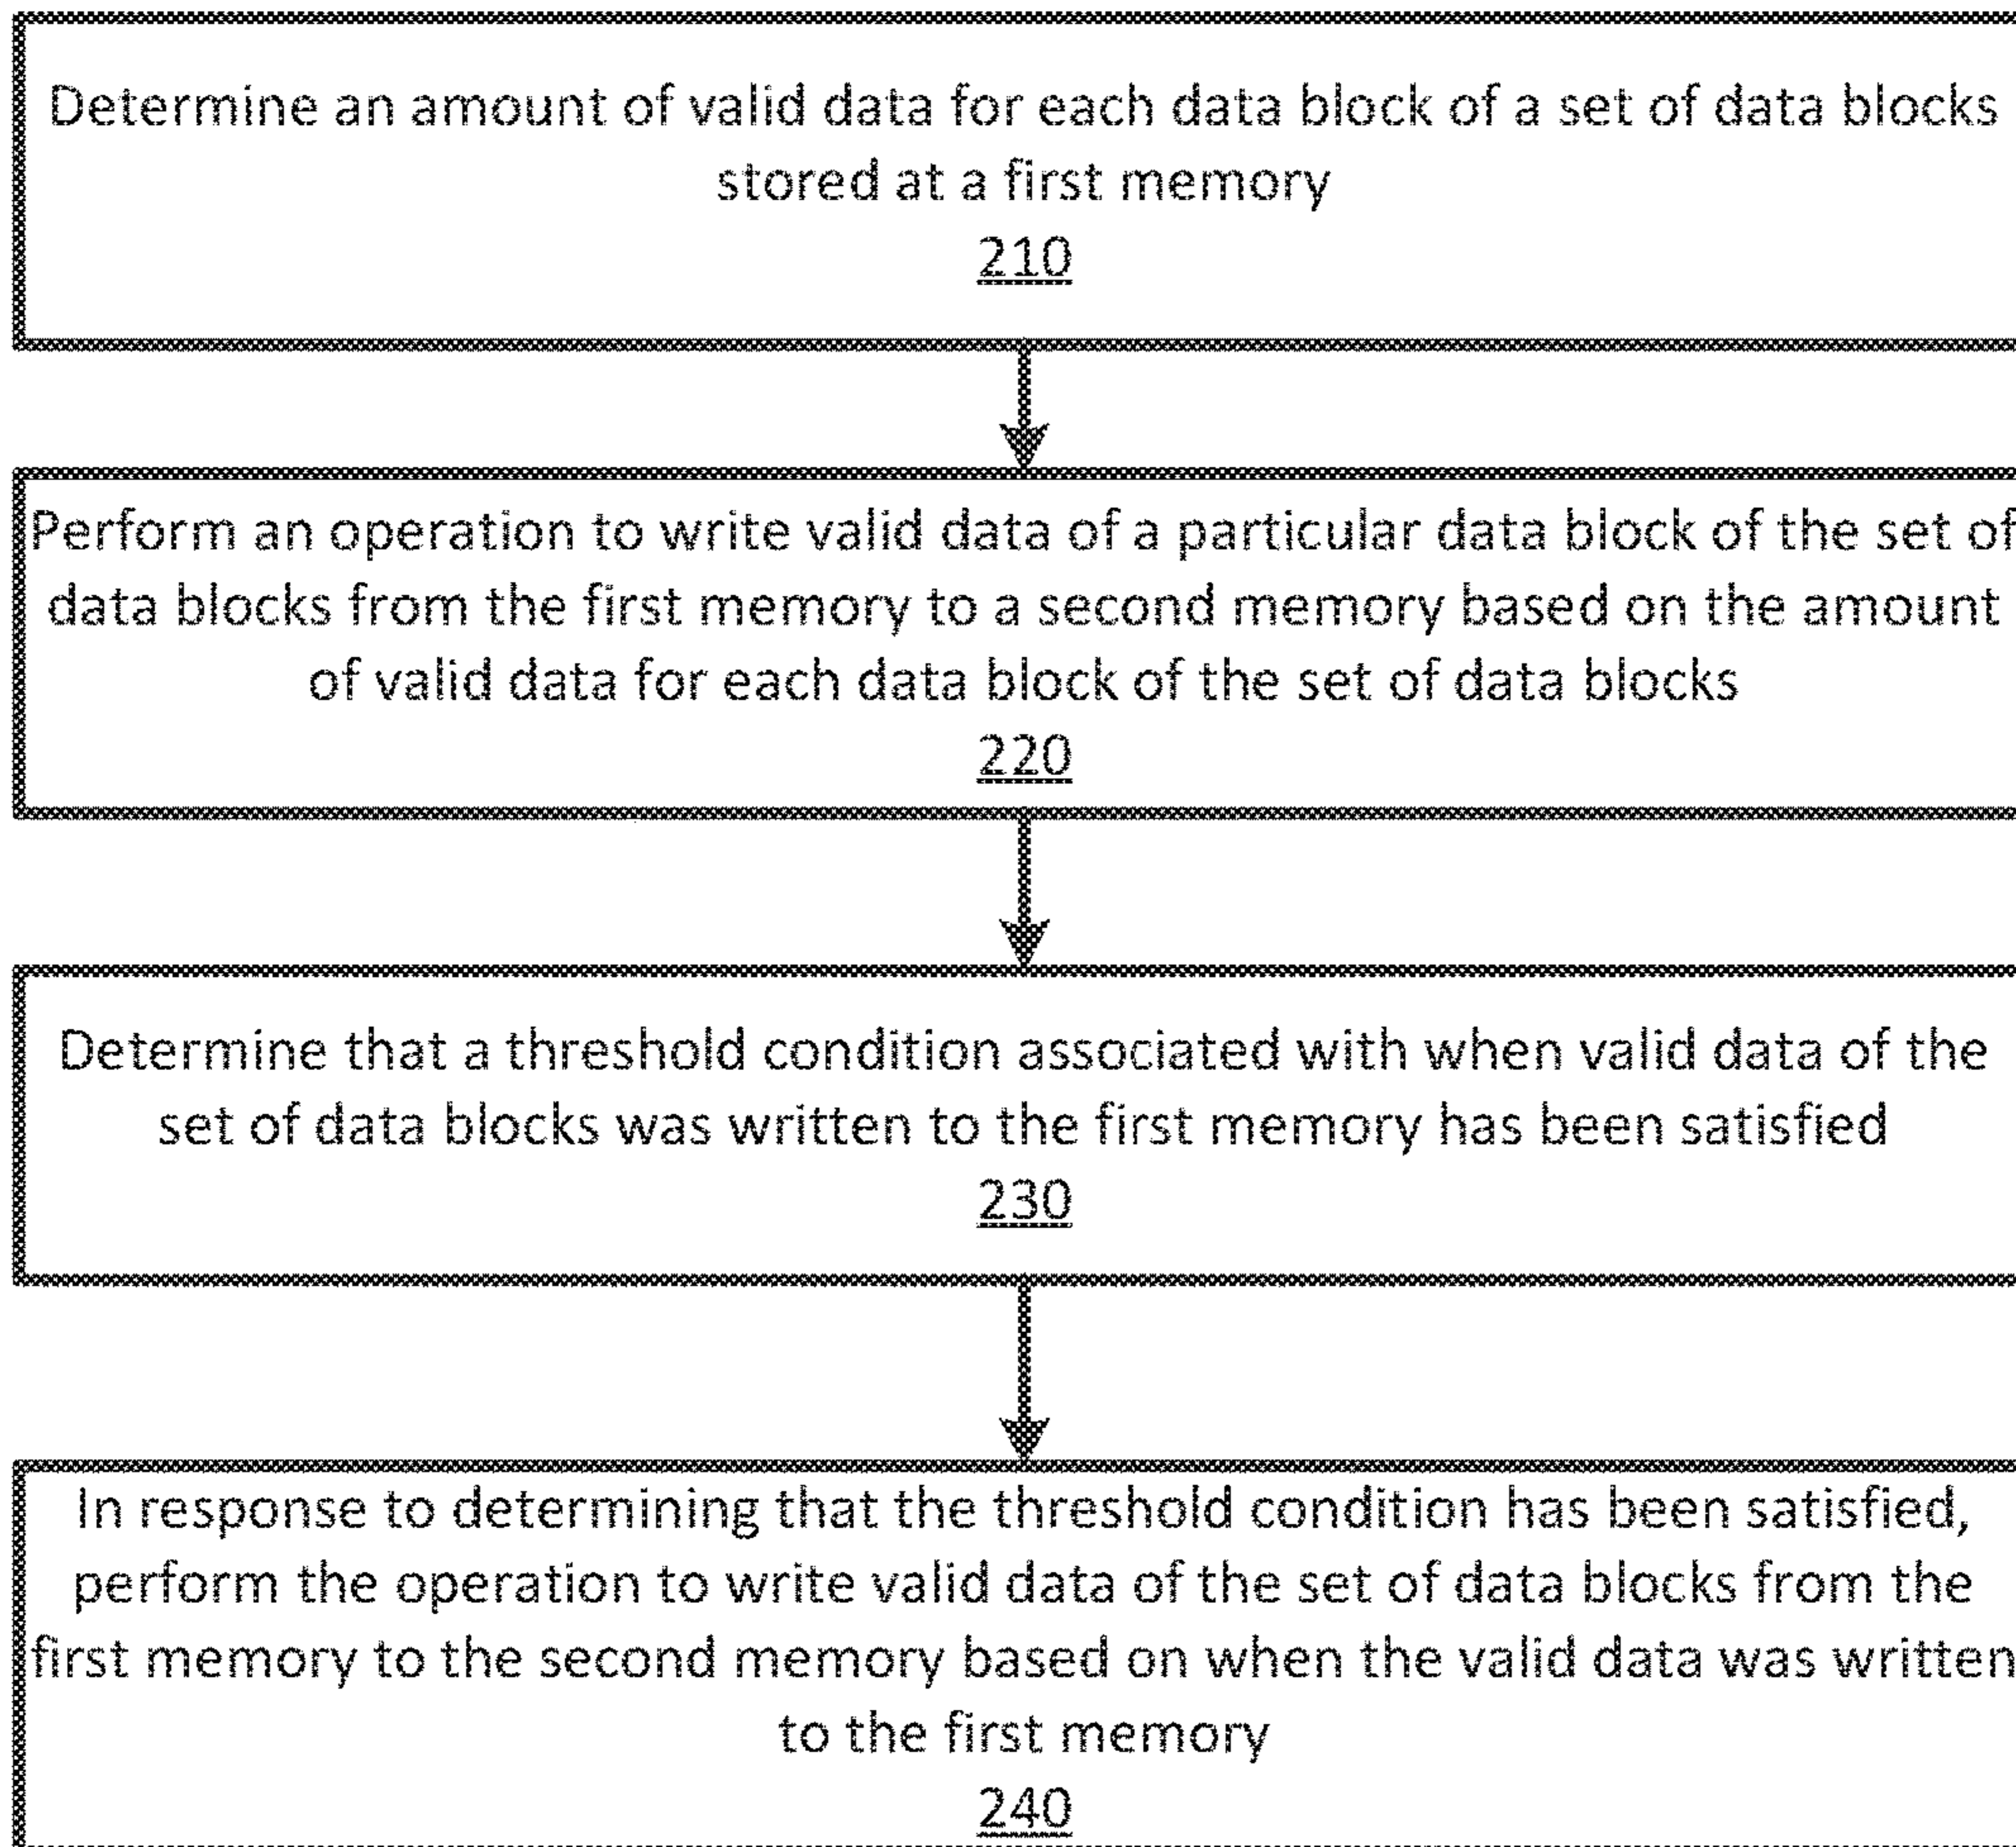 Determine an amount of valid data for each data block of a set of data blocks
stored at a first memory
210
Perform an operation to write valid data of a particular data block of the set of
data blocks from the first memory to a second memory based on the amount
of valid data for each data block of the set of data blocks
220
Determine that a threshold condition associated with when valid data of the
set of data blocks was written to the first memory has been satisfied
230
In response to determining that the threshold condition has been satisfied,
perform the operation to write valid data of the set of data blocks from the
first memory to the second memory based on when the valid data was written
to the first memory
240